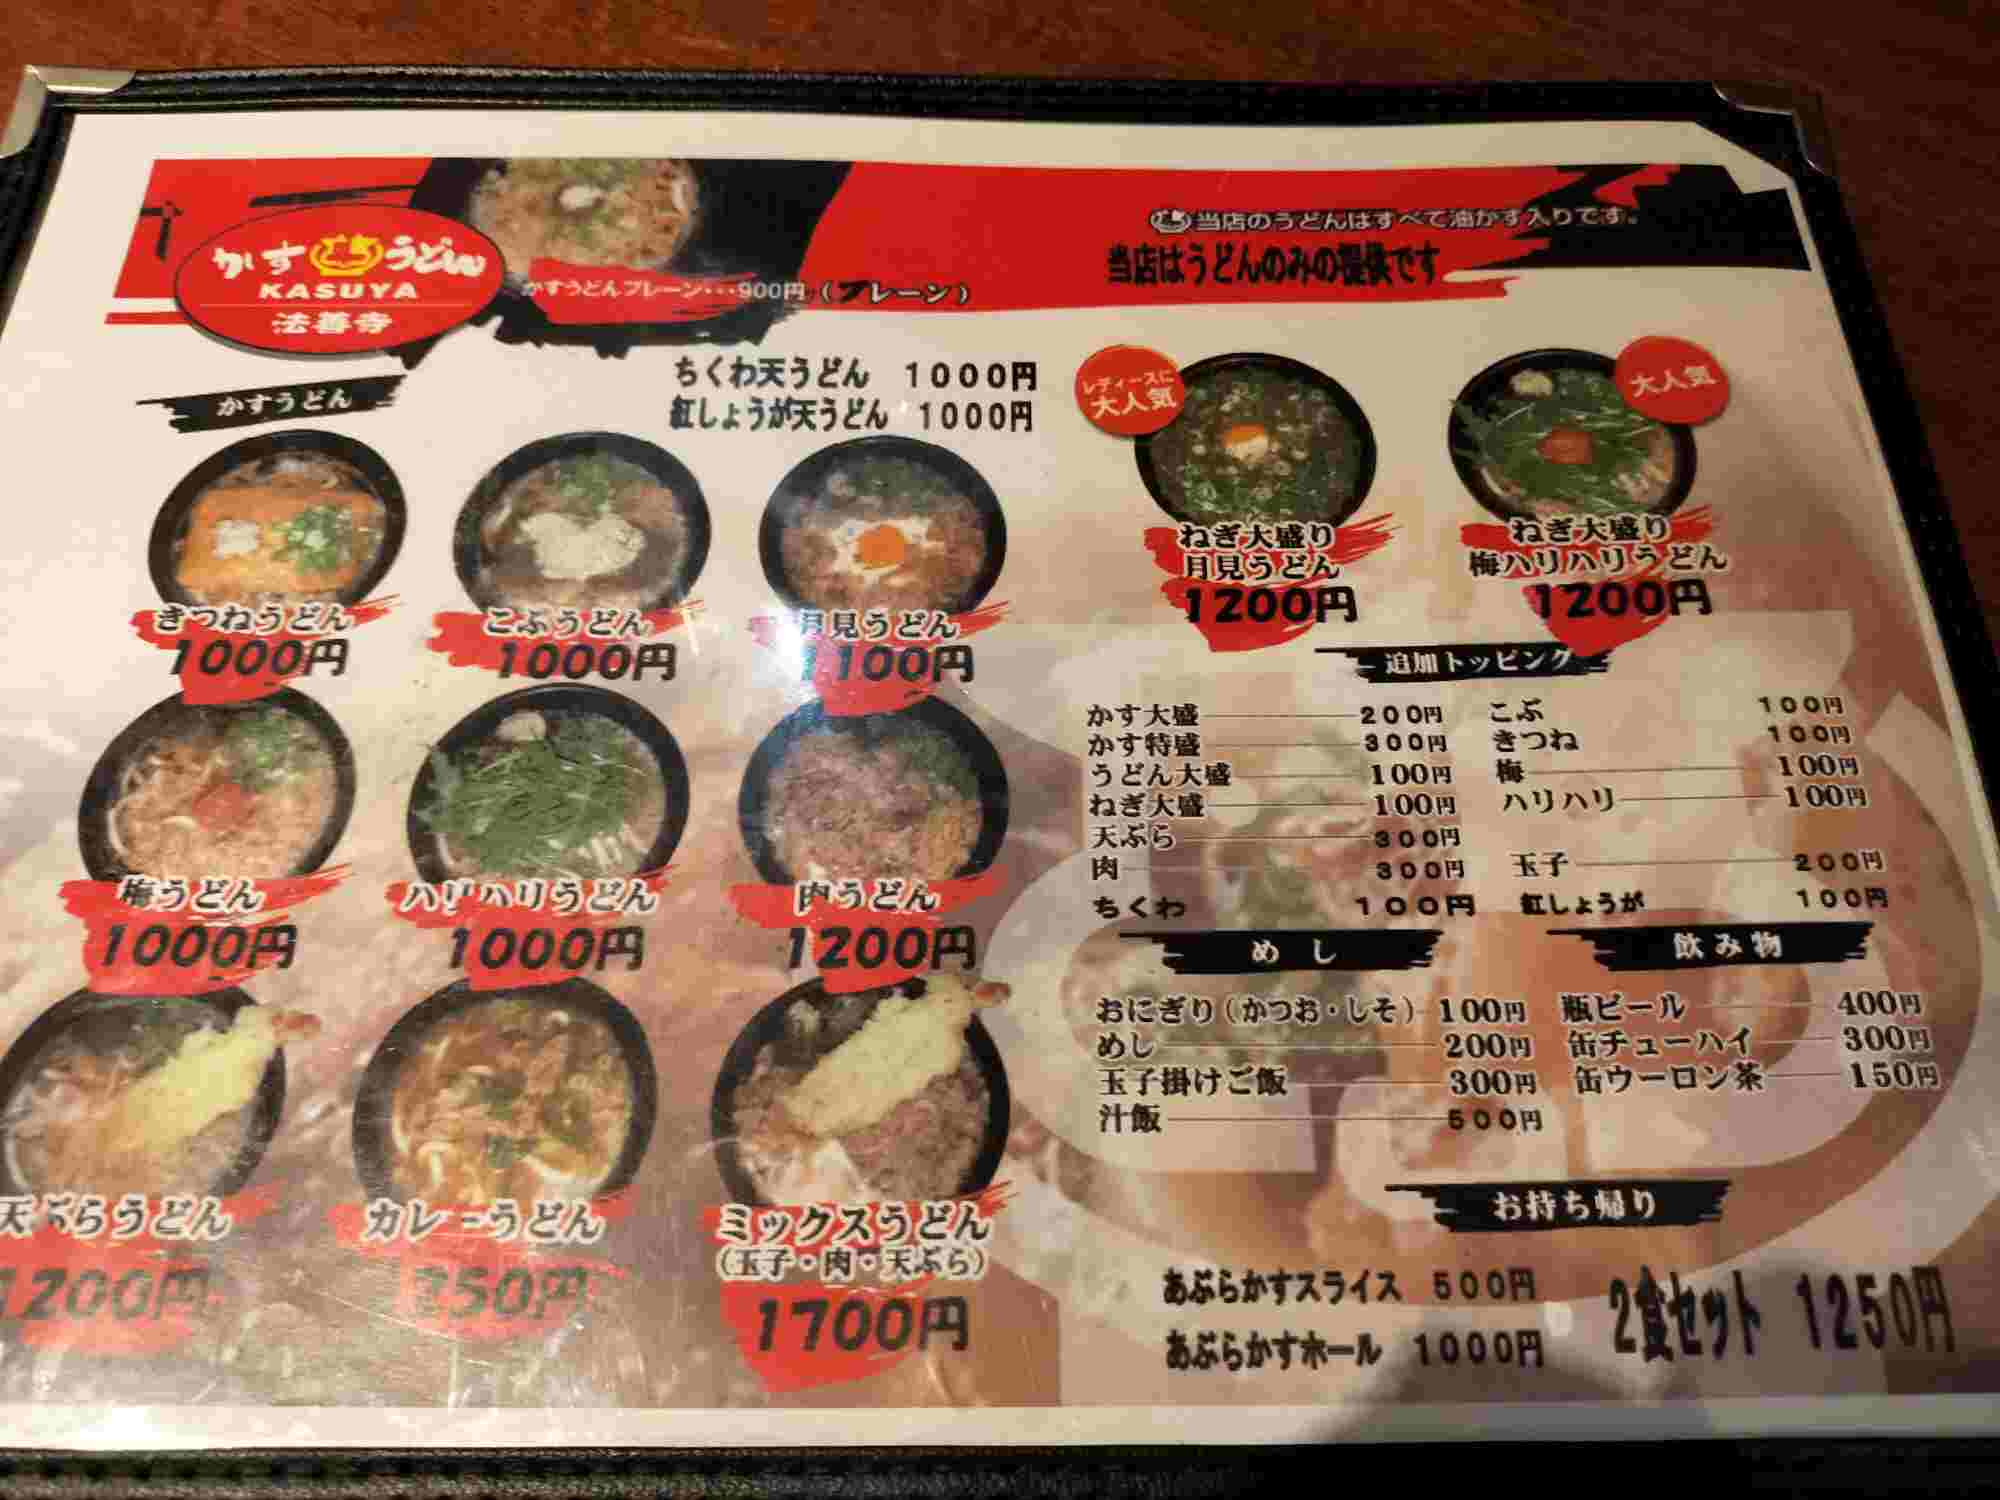 かす うどん
KASUYA
法善寺
かすうどんプレーン･･･900円（プレーン）
当店のうどんはすべて油かす入りです。
当店はうどんのみの提供です
かすうどん
ちくわ天うどん 1000円
紅しょうが天うどん 1000円
きつねうどん
1000円
こぶうどん
1000円
月見うどん
1100円
梅うどん
1000円
ハリハリうどん
1000円
肉うどん
1200円
天ぷらうどん
1200円
カレーうどん
750円
ミックスうどん
（玉子・肉・天ぷら）
1700円
レディースに
大人気
ねぎ大盛り
月見うどん
1200円
大人気
ねぎ大盛り
梅ハリハリうどん
1200円
追加トッピング
かす大盛 200円
かす特盛 300円
うどん大盛 100円
ねぎ大盛 100円
天ぷら 300円
肉 300円
ちくわ 100円
こぶ 100円
きつね 100円
梅 100円
ハリハリ 100円
玉子 200円
紅しょうが 100円
めし
おにぎり（かつお・しそ） 100円
めし 200円
玉子掛けご飯 300円
汁飯 500円
飲み物
瓶ビール 400円
缶チューハイ 300円
缶ウーロン茶 150円
お持ち帰り
あぶらかすスライス 500円
あぶらかすホール 1000円
2食セット 1250円